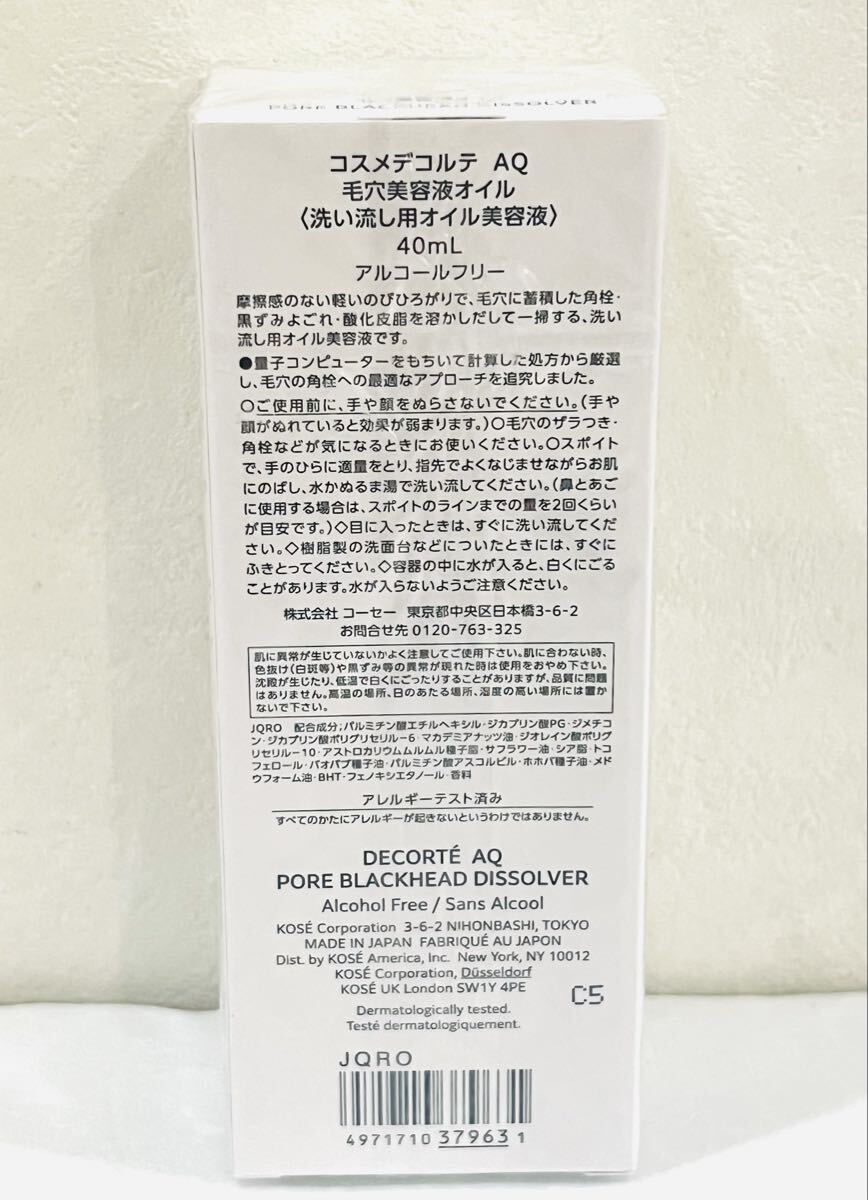 PORE BLACKHEAD DISSOLVER
コスメデコルテ AQ
毛穴美容液オイル
〈洗い流し用オイル美容液〉
40mL
アルコールフリー
摩擦感のない軽いのびひろがりで、毛穴に蓄積した角栓・
黒ずみよごれ・酸化皮脂を溶かしだして一掃する、洗い
流し用オイル美容液です。
●量子コンピューターをもちいて計算した処方から厳選
し、毛穴の角栓への最適なアプローチを追究しました。
○ご使用前に、手や顔をぬらさないでください。(手や
顔がぬれていると効果が弱まります。)○毛穴のザラつき・
角栓などが気になるときにお使いください。○スポイト
で、手のひらに適量をとり、指先でよくなじませながらお肌
にのばし、水かぬるま湯で洗い流してください。(鼻とあご
に使用する場合は、スポイトのラインまでの量を2回くらい
が目安です。)◇目に入ったときは、すぐに洗い流してくだ
さい。◇樹脂製の洗面台などについたときには、すぐに
ふきとってください。◇容器の中に水が入ると、白くにごる
ことがあります。水が入らないようご注意ください。
株式会社 コーセー 東京都中央区日本橋3-6-2
お問合せ先 0120-763-325
肌に異常が生じていないかよく注意してご使用下さい。肌に合わない時、
色抜け(白斑等)や黒ずみ等の異常が現れた時は使用をおやめ下さい。
沈殿が生じたり、低温で白くにごったりすることがありますが、品質に問題
はありません。高温の場所、日のあたる場所、湿度の高い場所には置か
ないで下さい。
JQRO 配合成分;パルミチン酸エチルヘキシル・ジカプリン酸PG・ジメチコ
ン・ジカプリン酸ポリグリセリル-6・マカデミアナッツ油・ジオレイン酸ポリグ
リセリル-10・アストロカリウムムルムル種子脂・サフラワー油・シア脂・トコ
フェロール・バオバブ種子油・パルミチン酸アスコルビル・ホホバ種子油・メド
ウフォーム油・BHT・フェノキシエタノール・香料
アレルギーテスト済み
すべてのかたにアレルギーが起きないというわけではありません。
DECORTÉ AQ
PORE BLACKHEAD DISSOLVER
Alcohol Free / Sans Alcool
KOSÉ Corporation 3-6-2 NIHONBASHI, TOKYO
MADE IN JAPAN FABRIQUÉ AU JAPON
Dist. by KOSÉ America, Inc. New York, NY 10012
KOSÉ Corporation, Düsseldorf
KOSÉ UK London SW1Y 4PE
C5
Dermatologically tested.
Testé dermatologiquement.
JQRO
4971710 37963 1